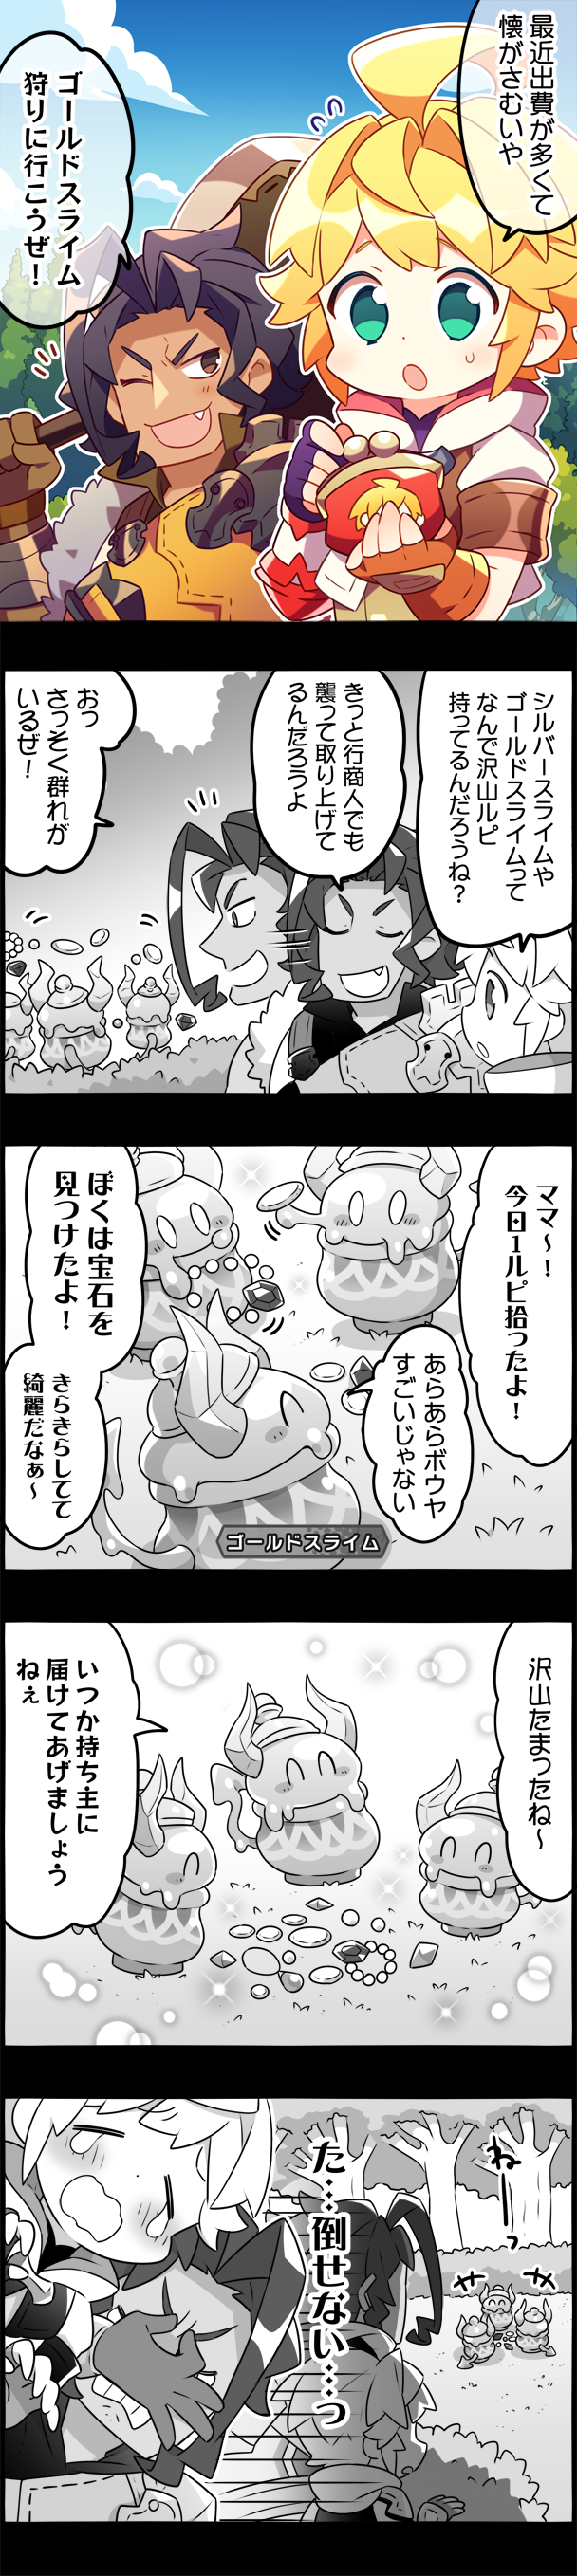 最近出費が多くて
懐がさむいや
ゴールドスライム
狩りに行こうぜ！
シルバースライムや
ゴールドスライムって
なんで沢山ルピ
持ってるんだろうね？
きっと行商人でも
襲って取り上げて
るんだろうよ
おっ
さっそく群れが
いるぜ！
ママ～！
今日1ルピ拾ったよ！
あらあらボウヤ
すごいじゃない
ぼくは宝石を
見つけたよ！
きらきらしてて
綺麗だなぁ～
ゴールドスライム
沢山たまったね～
いつか持ち主に
届けてあげましょう
ねぇ
ねーっ
た…倒せない…っ